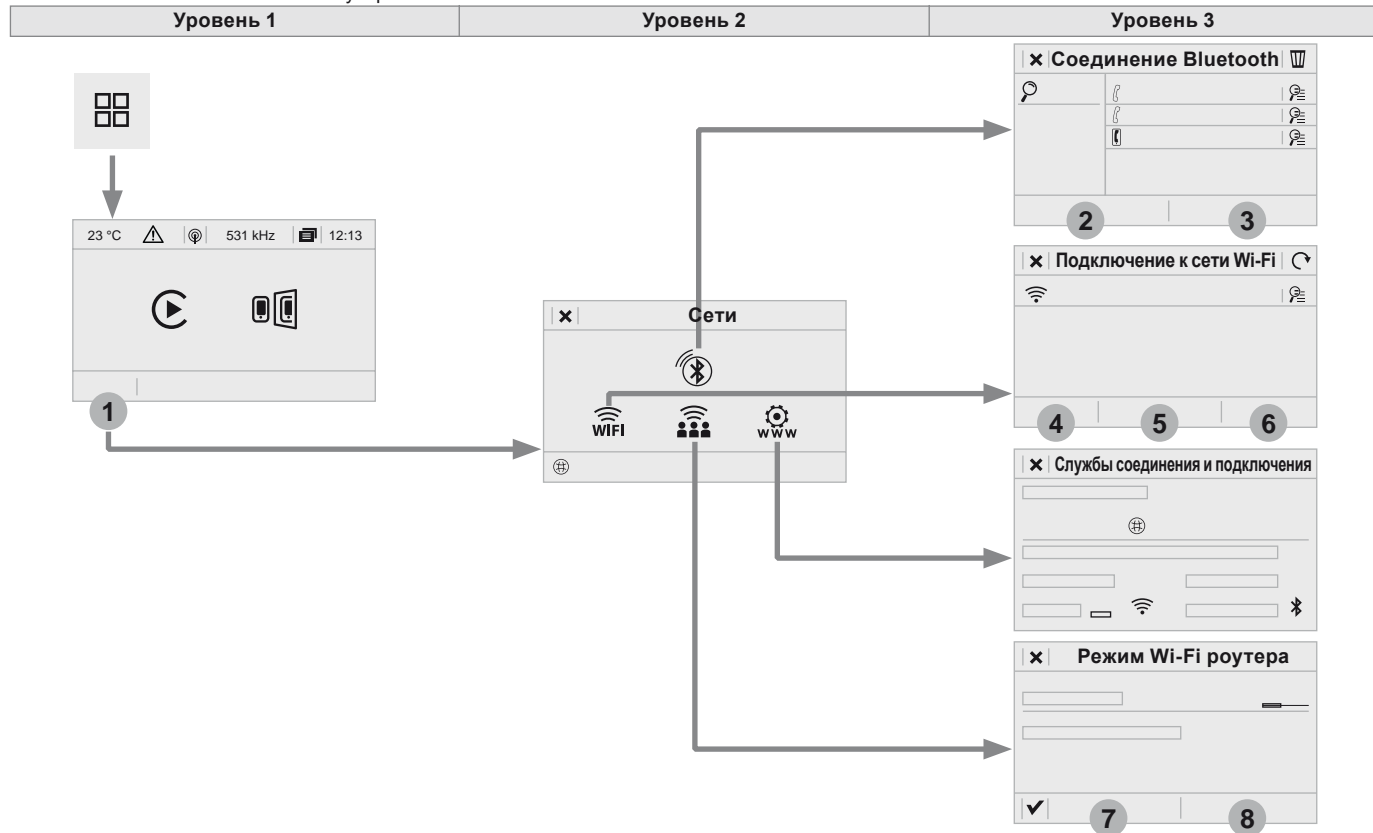 Уровень 1
Уровень 2
Уровень 3
23 °C
531 kHz
12:13
1
Сети
WIFI
www
Соединение Bluetooth
2
3
Подключение к сети Wi-Fi
4
5
6
Службы соединения и подключения
Режим Wi-Fi роутера
7
8